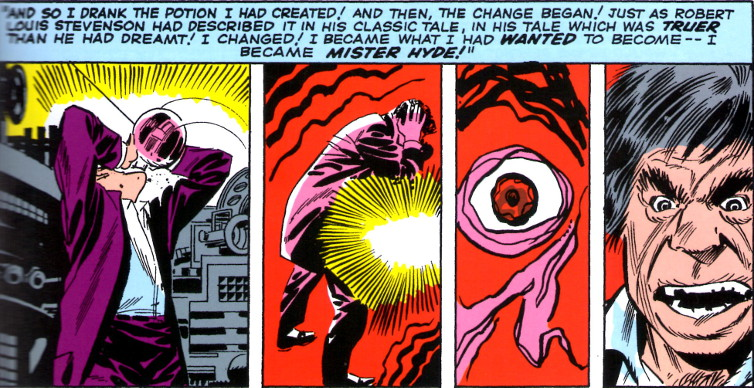 "AND SO I DRANK THE POTION I HAD CREATED! AND THEN, THE CHANGE BEGAN! JUST AS ROBERT
LOUIS STEVENSON HAD DESCRIBED IT IN HIS CLASSIC TALE, IN HIS TALE WHICH WAS TRUER
THAN HE HAD DREAMT! I CHANGED! I BECAME WHAT I HAD WANTED TO BECOME-- I
BECAME MISTER HYDE!"